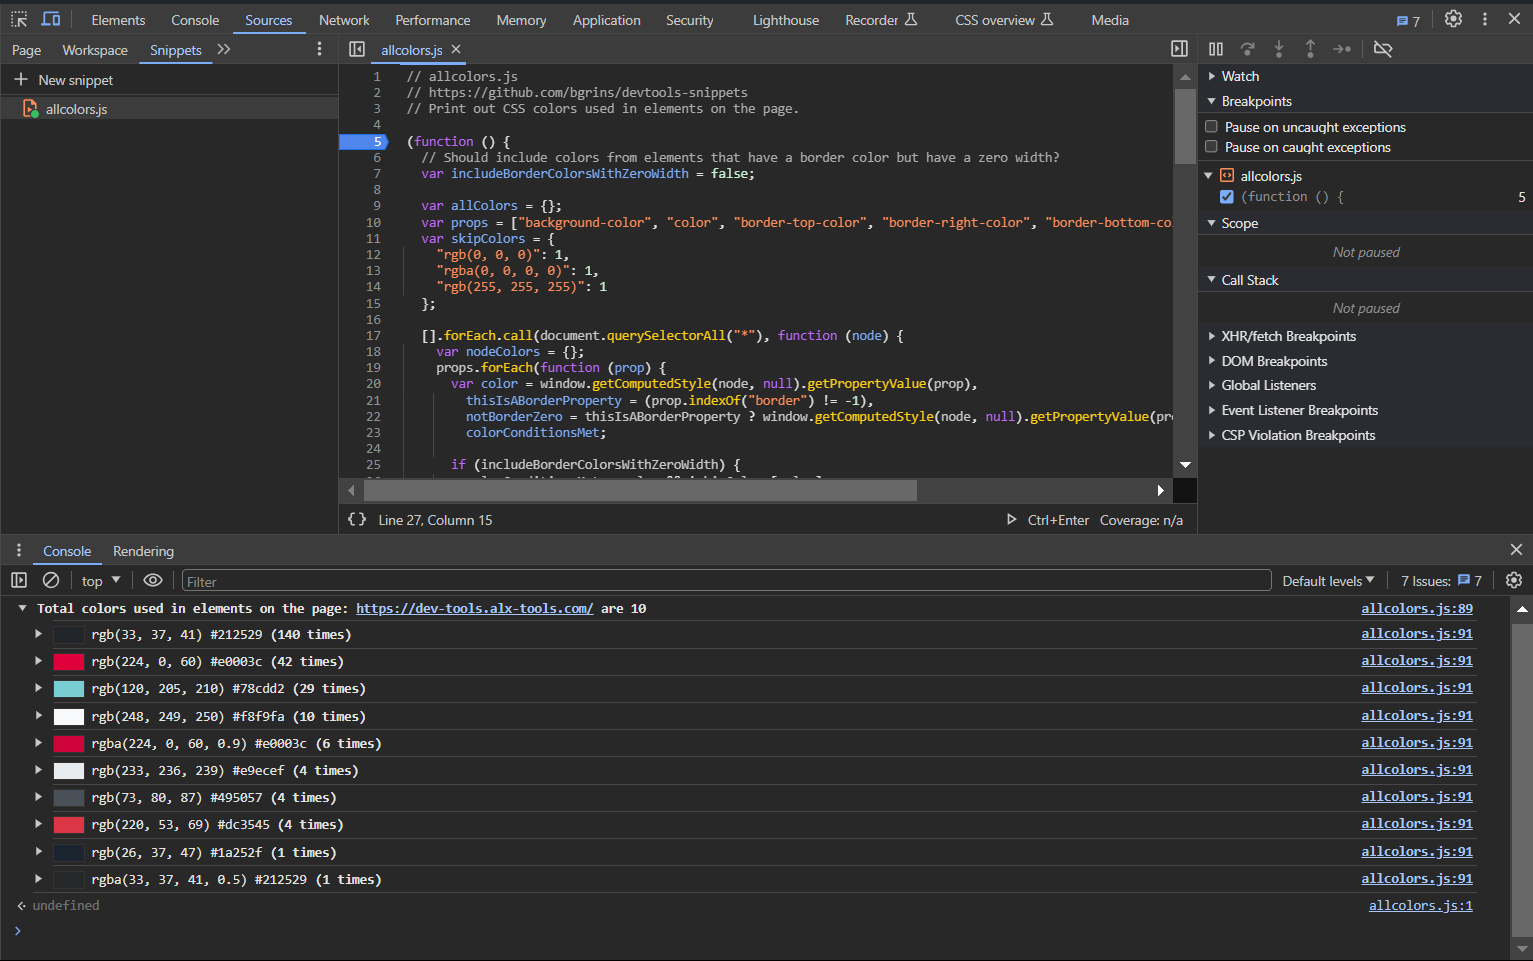 Elements Console Sources Network Performance Memory Application Security Lighthouse Recorder CSS overview Media 7
Page Workspace Snippets
New snippet
allcolors.js
allcolors.js
1 // allcolors.js
2 // https://github.com/bgrins/devtools-snippets
3 // Print out CSS colors used in elements on the page.
4
5 (function () {
6 // Should include colors from elements that have a border color but have a zero width?
7 var includeBorderColorsWithZeroWidth = false;
8
9 var allColors = {};
10 var props = ["background-color", "color", "border-top-color", "border-right-color", "border-bottom-co
11 var skipColors = {
12 "rgb(0, 0, 0)": 1,
13 "rgba(0, 0, 0, 0)": 1,
14 "rgb(255, 255, 255)": 1
15 };
16
17 [].forEach.call(document.querySelectorAll("*"), function (node) {
18 var nodeColors = {};
19 props.forEach(function (prop) {
20 var color = window.getComputedStyle(node, null).getPropertyValue(prop),
21 thisIsABorderProperty = (prop.indexOf("border") != -1),
22 notBorderZero = thisIsABorderProperty ? window.getComputedStyle(node, null).getPropertyValue(pr
23 colorConditionsMet;
24
25 if (includeBorderColorsWithZeroWidth) {
{} Line 27, Column 15 Ctrl+Enter Coverage: n/a
Watch
Breakpoints
Pause on uncaught exceptions
Pause on caught exceptions
allcolors.js
(function () { 5
Scope
Not paused
Call Stack
Not paused
XHR/fetch Breakpoints
DOM Breakpoints
Global Listeners
Event Listener Breakpoints
CSP Violation Breakpoints
Console Rendering
top Filter Default levels 7 Issues: 7
Total colors used in elements on the page: https://dev-tools.alx-tools.com/ are 10 allcolors.js:89
rgb(33, 37, 41) #212529 (140 times) allcolors.js:91
rgb(224, 0, 60) #e0003c (42 times) allcolors.js:91
rgb(120, 205, 210) #78cdd2 (29 times) allcolors.js:91
rgb(248, 249, 250) #f8f9fa (10 times) allcolors.js:91
rgba(224, 0, 60, 0.9) #e0003c (6 times) allcolors.js:91
rgb(233, 236, 239) #e9ecef (4 times) allcolors.js:91
rgb(73, 80, 87) #495057 (4 times) allcolors.js:91
rgb(220, 53, 69) #dc3545 (4 times) allcolors.js:91
rgb(26, 37, 47) #1a252f (1 times) allcolors.js:91
rgba(33, 37, 41, 0.5) #212529 (1 times) allcolors.js:91
undefined allcolors.js:1